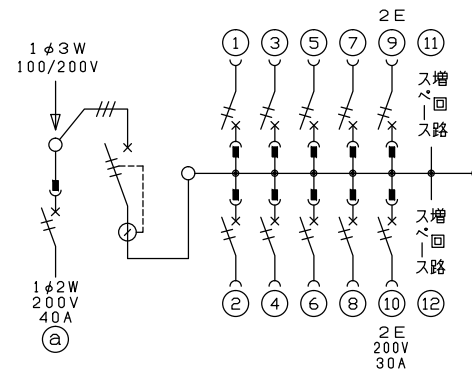 2E
1φ3W
100/200V
① ③ ⑤ ⑦ ⑨ ⑪
増回路
スペース
増回路
スペース
1φ2W
200V
40A
ⓐ
② ④ ⑥ ⑧ ⑩ ⑫
2E
200V
30A